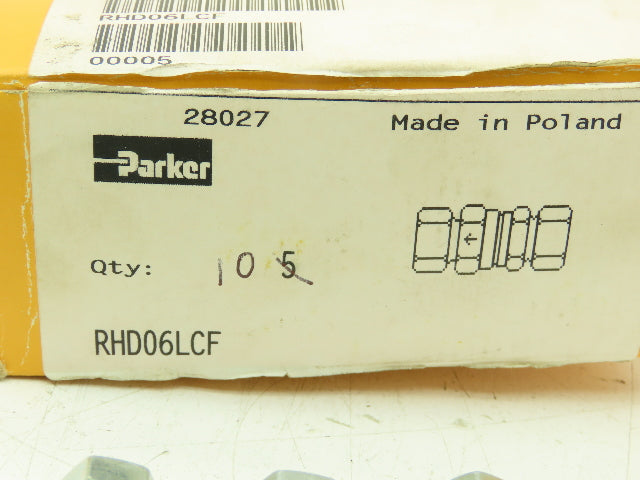 RHD06LCF
00005
28027 Made in Poland
Parker
Qty: 10 5
RHD06LCF